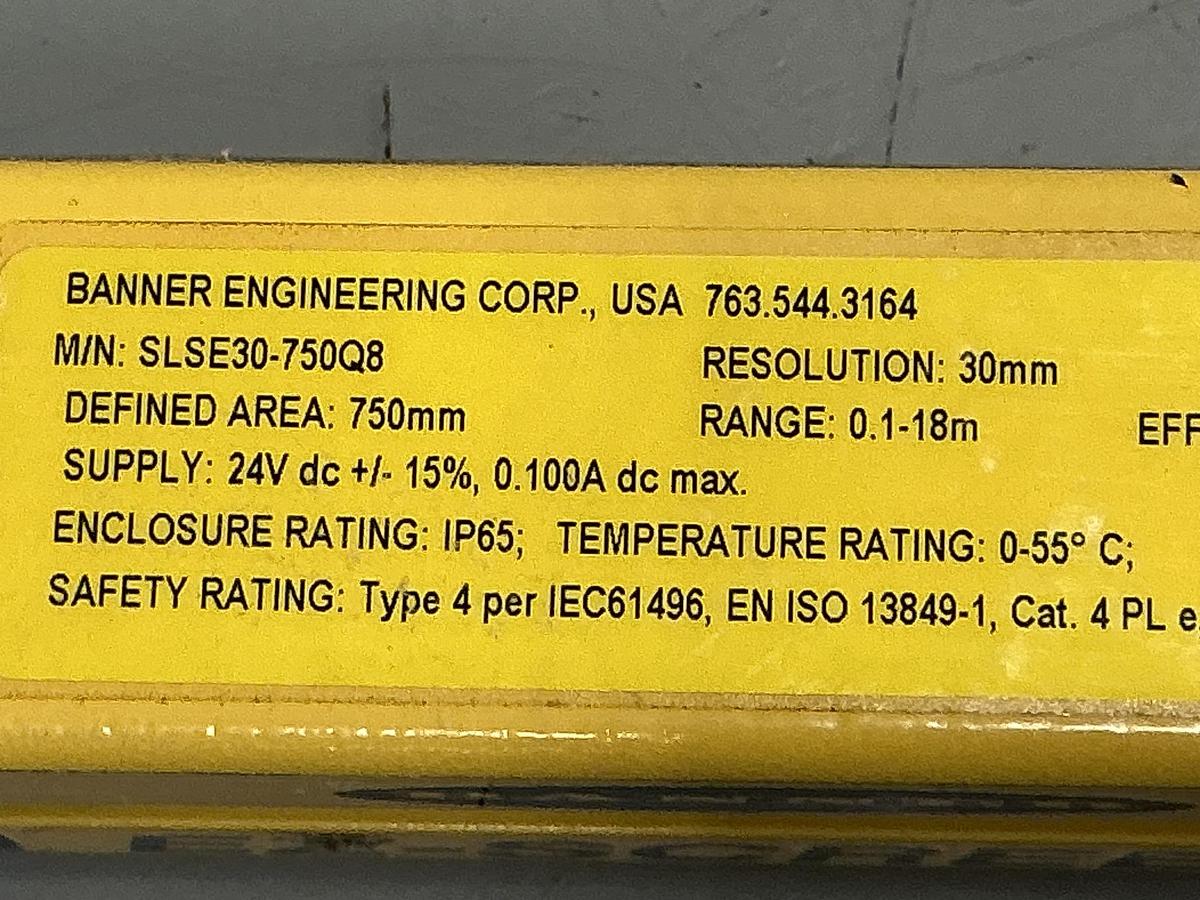 BANNER ENGINEERING CORP., USA 763.544.3164
M/N: SLSE30-750Q8 RESOLUTION: 30mm
DEFINED AREA: 750mm RANGE: 0.1-18m EFF
SUPPLY: 24V dc +/- 15%, 0.100A dc max.
ENCLOSURE RATING: IP65; TEMPERATURE RATING: 0-55° C;
SAFETY RATING: Type 4 per IEC61496, EN ISO 13849-1, Cat. 4 PL e